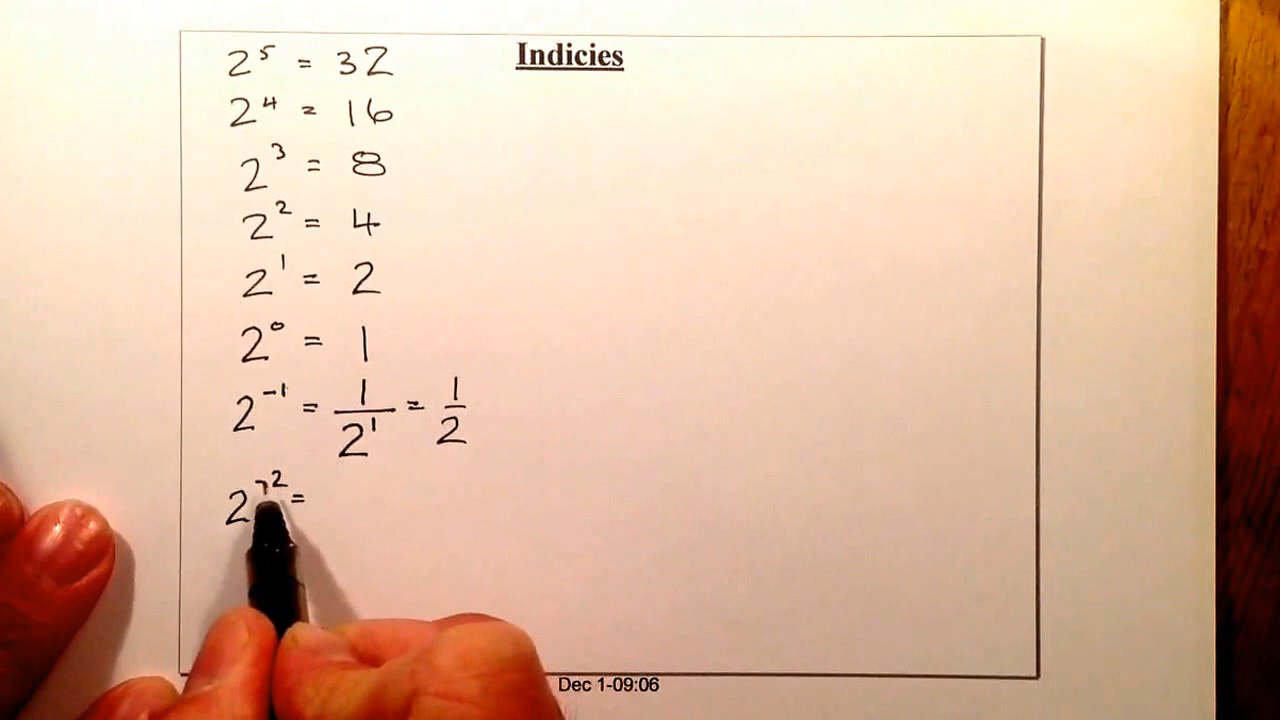 Indicies
2⁵ = 32
2⁴ = 16
2³ = 8
2² = 4
2¹ = 2
2⁰ = 1
2⁻¹ = 1/2¹ = 1/2
2⁻² =
Dec 1-09:06